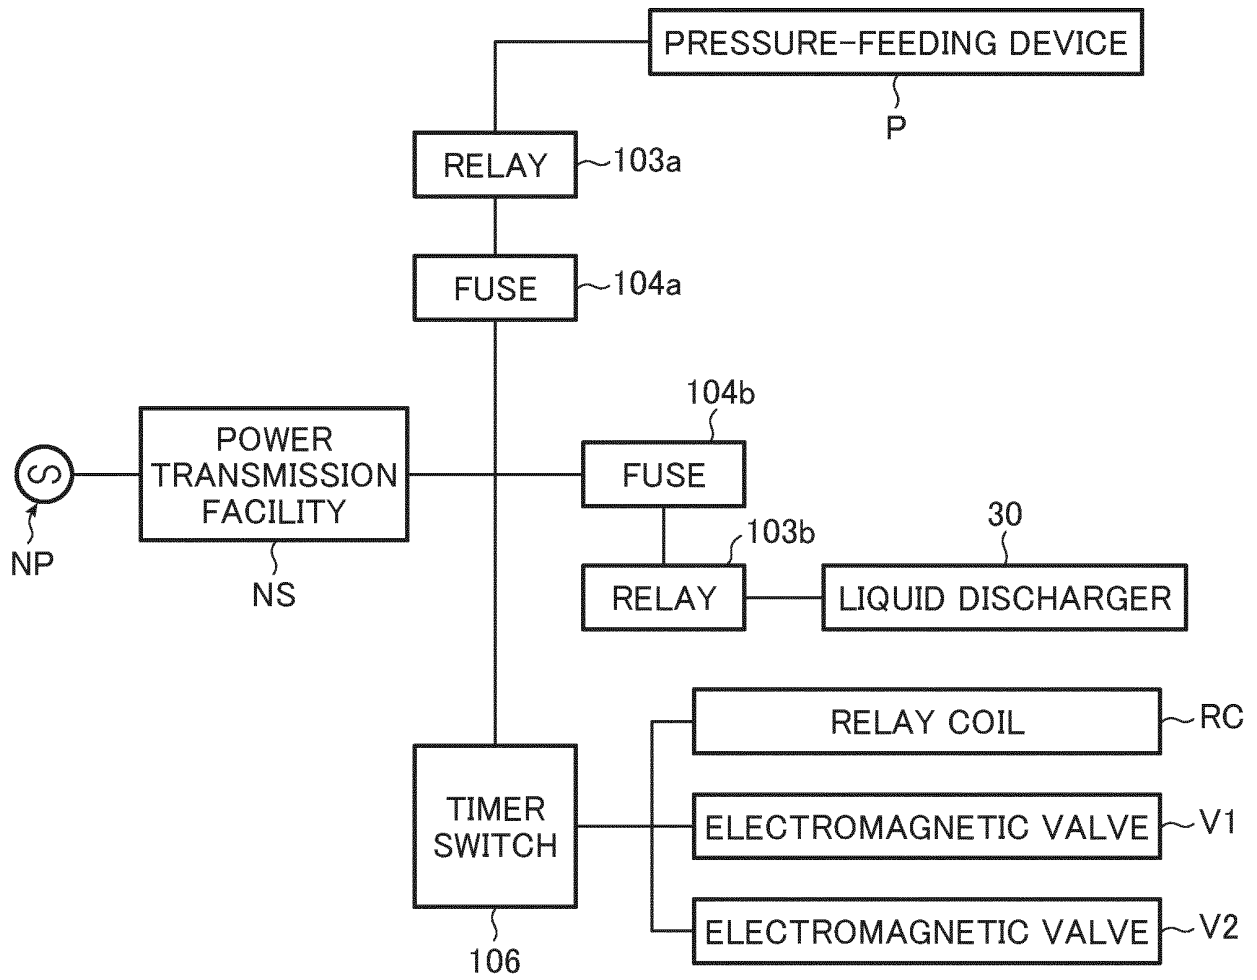 PRESSURE-FEEDING DEVICE
P
RELAY
103a
FUSE
104a
104b
POWER
TRANSMISSION
FACILITY
FUSE
S
NP
NS
103b
30
RELAY
LIQUID DISCHARGER
RELAY COIL
RC
TIMER
SWITCH
ELECTROMAGNETIC VALVE
V1
ELECTROMAGNETIC VALVE
V2
106